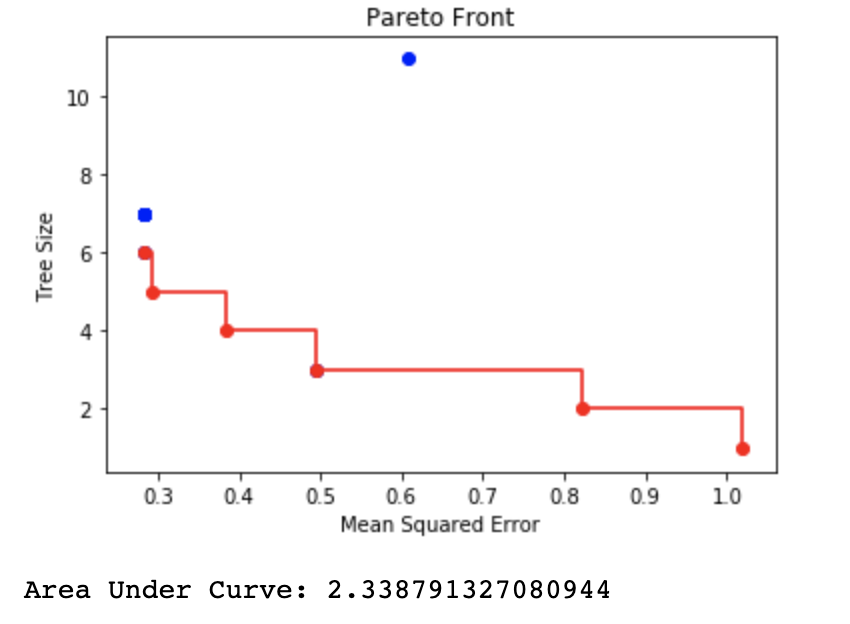 Pareto Front
10
8
6
4
2
Tree Size
0.3 0.4 0.5 0.6 0.7 0.8 0.9 1.0
Mean Squared Error
Area Under Curve: 2.338791327080944